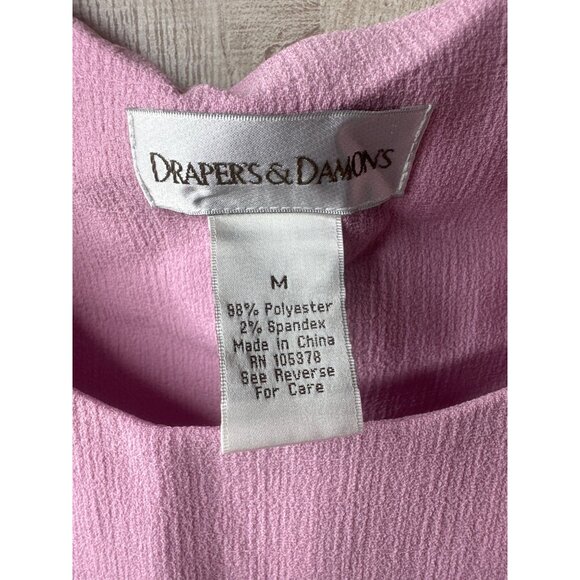 DRAPER'S & DAMON'S
M
98% Polyester
2% Spandex
Made in China
RN 105378
See Reverse
For Care